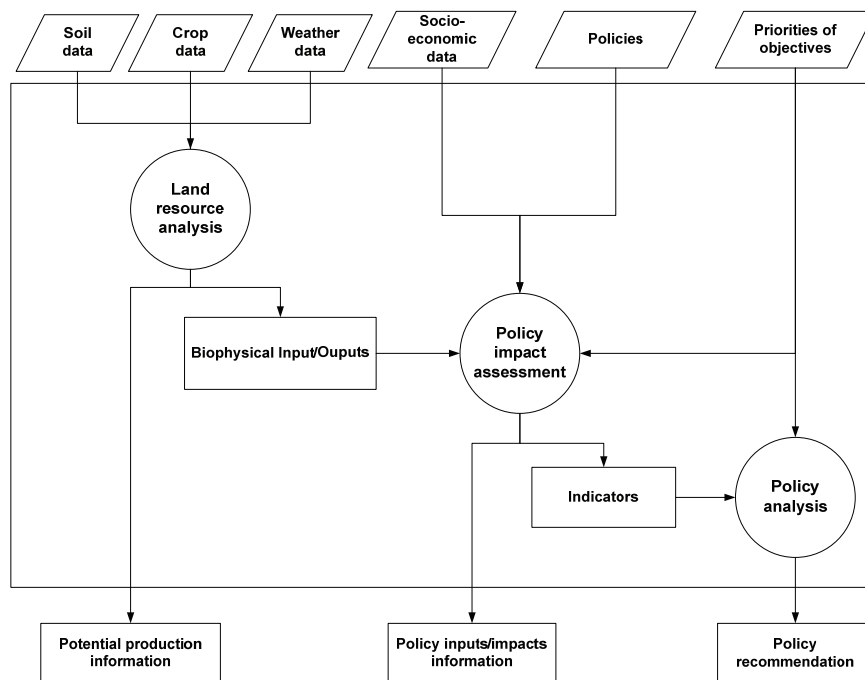 Soil
data
Crop
data
Weather
data
Socio-
economic
data
Policies
Priorities of
objectives
Land
resource
analysis
Biophysical Input/Ouputs
Policy
impact
assessment
Indicators
Policy
analysis
Potential production
information
Policy inputs/impacts
information
Policy
recommendation